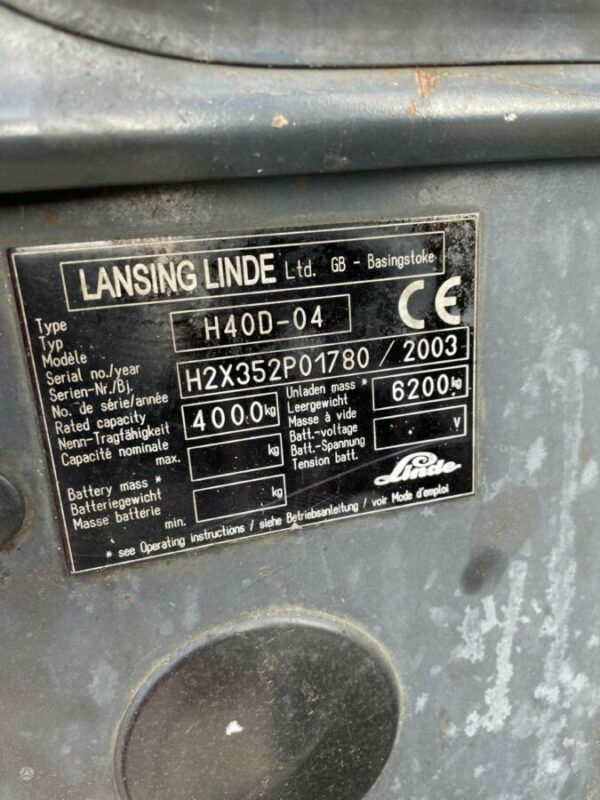 LANSING LINDE Ltd. GB - Basingstoke
Type
Typ
Modèle
H40D-04
CE
Serial no./year
Serien-Nr./Bj.
No. de série/année
H2X352P01780 / 2003
Rated capacity
Nenn-Tragfähigkeit
Capacité nominale
4000 kg
Unladen mass *
Leergewicht
Masse à vide
6200 kg
Batt.-voltage
Batt.-Spannung
Tension batt.
V
max. kg
Battery mass *
Batteriegewicht
Masse batterie
min. kg
Linde
* see Operating instructions / siehe Betriebsanleitung / voir Mode d'emploi